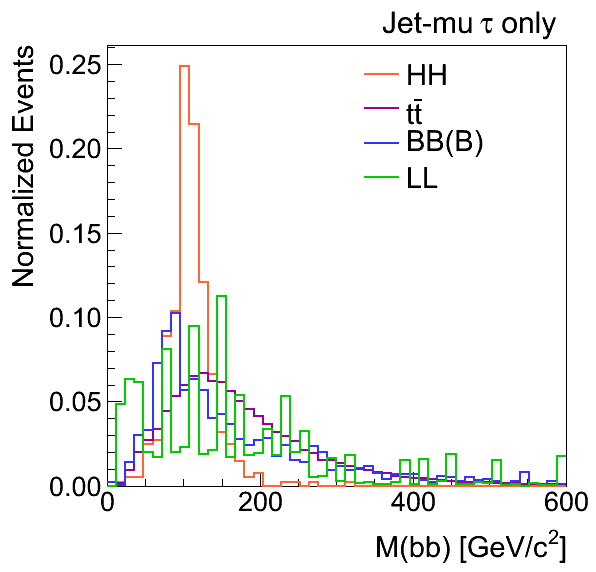 Jet-mu τ only
Normalized Events
0.25
0.20
0.15
0.10
0.05
0.00
HH
tt̄
BB(B)
LL
0
200
400
600
M(bb) [GeV/c²]